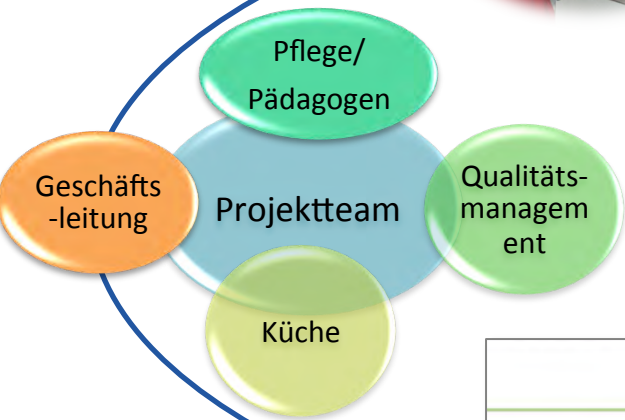 Pflege/
Pädagogen
Geschäfts
-leitung
Projektteam
Qualitäts-
managem
ent
Küche